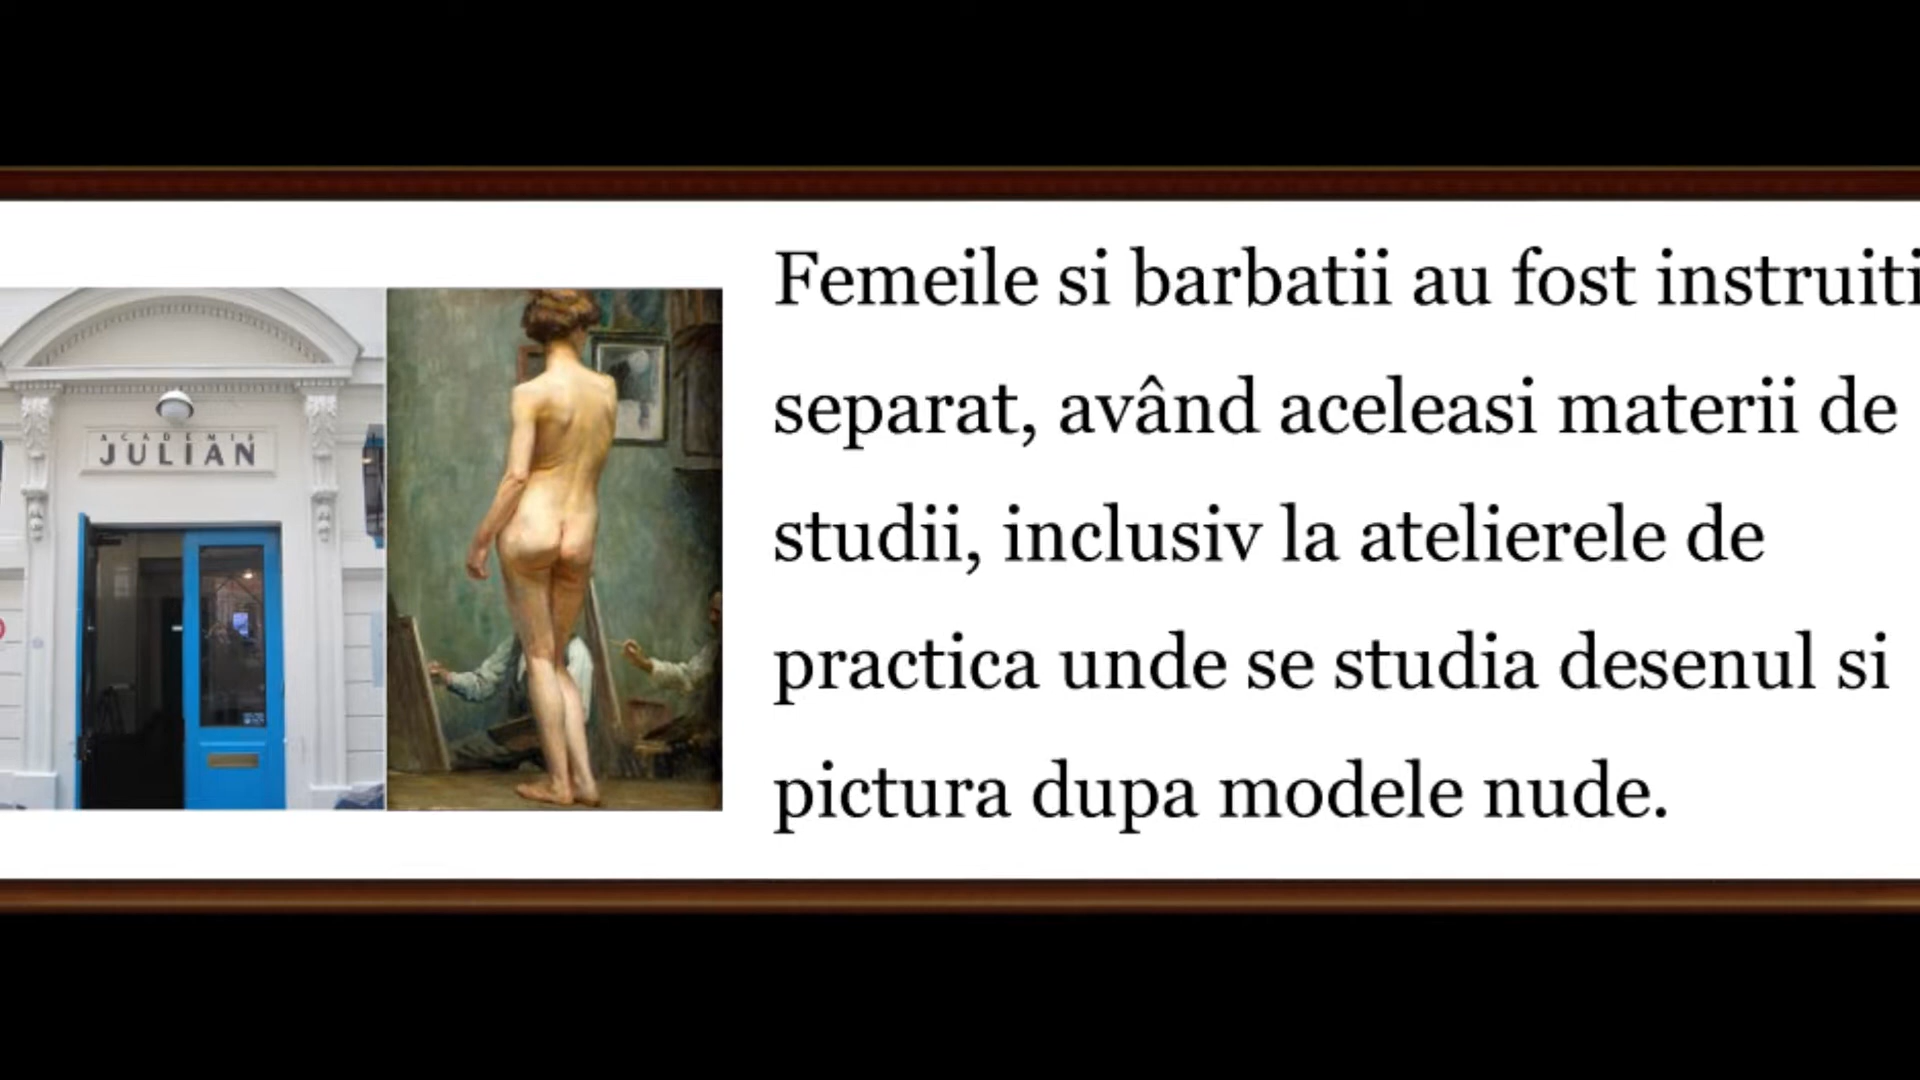 ACADEMIE
JULIAN
Femeile si barbatii au fost instruiti
separat, având aceleasi materii de
studii, inclusiv la atelierele de
practica unde se studia desenul si
pictura dupa modele nude.